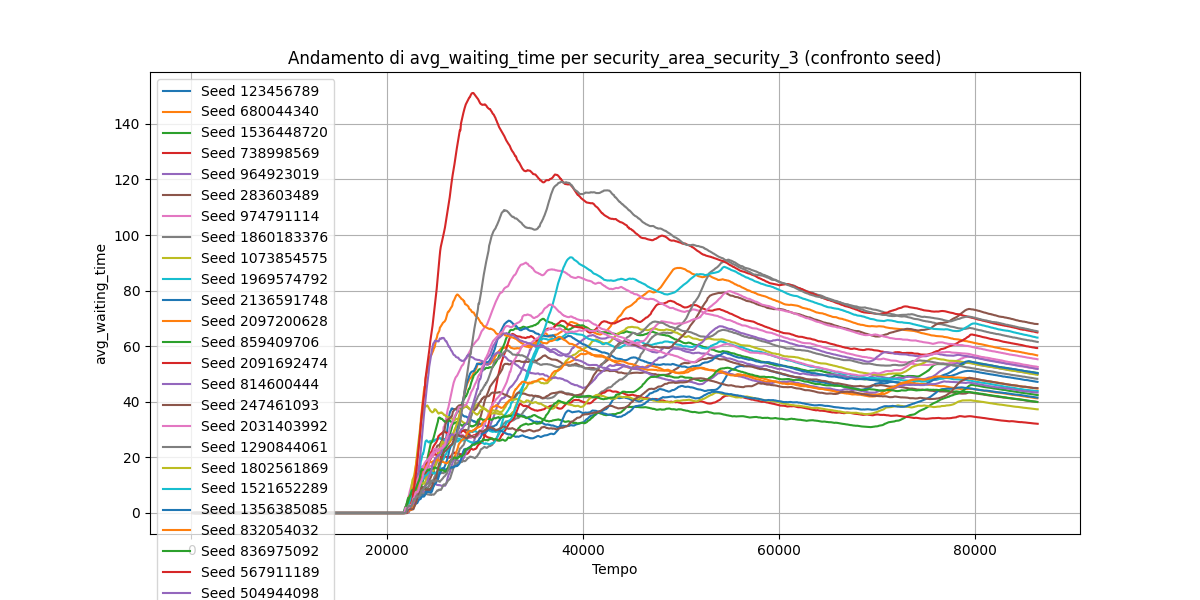 Andamento di avg_waiting_time per security_area_security_3 (confronto seed)
avg_waiting_time
140
120
100
80
60
40
20
0
Seed 123456789
Seed 680044340
Seed 1536448720
Seed 738998569
Seed 964923019
Seed 283603489
Seed 974791114
Seed 1860183376
Seed 1073854575
Seed 1969574792
Seed 2136591748
Seed 2097200628
Seed 859409706
Seed 2091692474
Seed 814600444
Seed 247461093
Seed 2031403992
Seed 1290844061
Seed 1802561869
Seed 1521652289
Seed 1356385085
Seed 832054032
Seed 836975092
Seed 567911189
Seed 504944098
0 20000 40000 60000 80000
Tempo